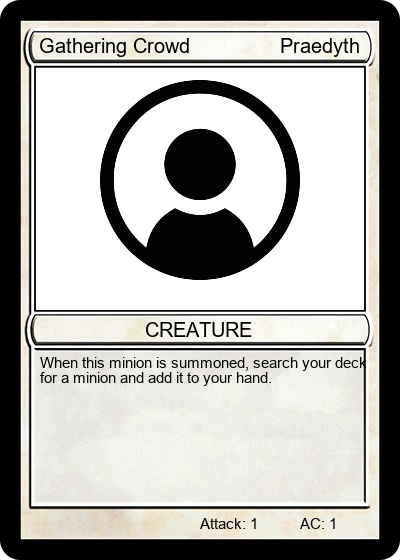 Gathering Crowd Praedyth
CREATURE
When this minion is summoned, search your deck
for a minion and add it to your hand.
Attack: 1 AC: 1